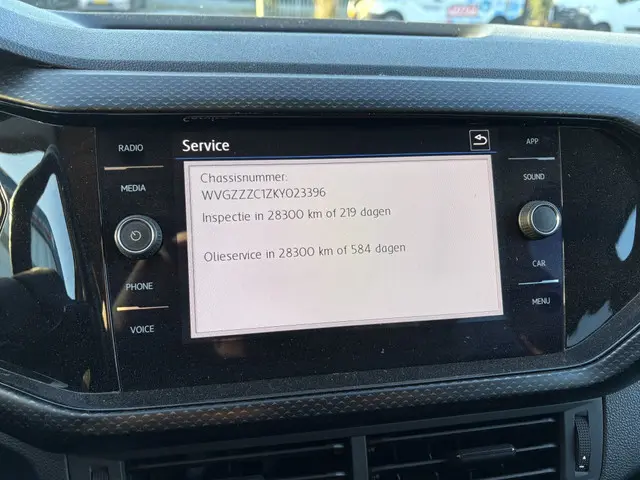 RADIO
MEDIA
PHONE
VOICE
Service
Chassisnummer:
WVGZZZC1ZKY023396
Inspectie in 28300 km of 219 dagen
Olieservice in 28300 km of 584 dagen
APP
SOUND
CAR
MENU